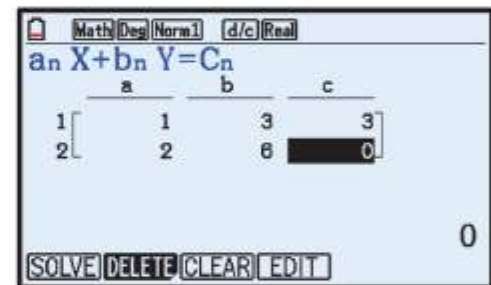 Math Deg Norm1 d/c Real
an X+bn Y=Cn
a b c
1 1 3 3
2 2 6 0
0
SOLVE DELETE CLEAR EDIT